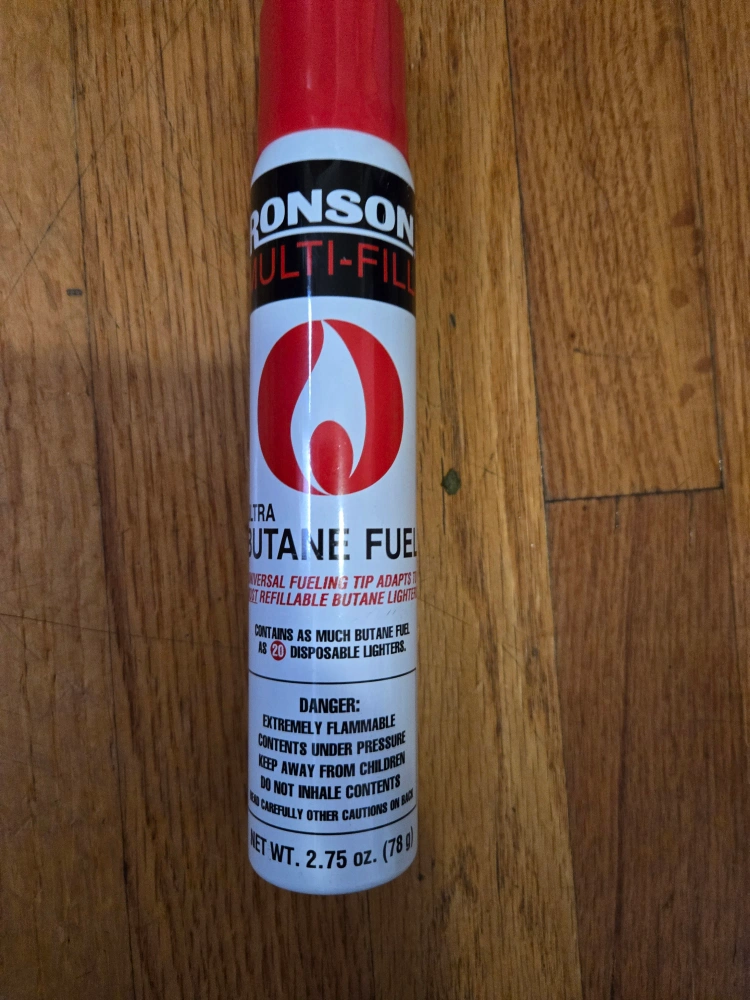 RONSON
MULTI-FILL
ULTRA
BUTANE FUEL
UNIVERSAL FUELING TIP ADAPTS TO
MOST REFILLABLE BUTANE LIGHTERS
CONTAINS AS MUCH BUTANE FUEL
AS 20 DISPOSABLE LIGHTERS.
DANGER:
EXTREMELY FLAMMABLE
CONTENTS UNDER PRESSURE
KEEP AWAY FROM CHILDREN
DO NOT INHALE CONTENTS
READ CAREFULLY OTHER CAUTIONS ON BACK
NET WT. 2.75 oz. (78 g)